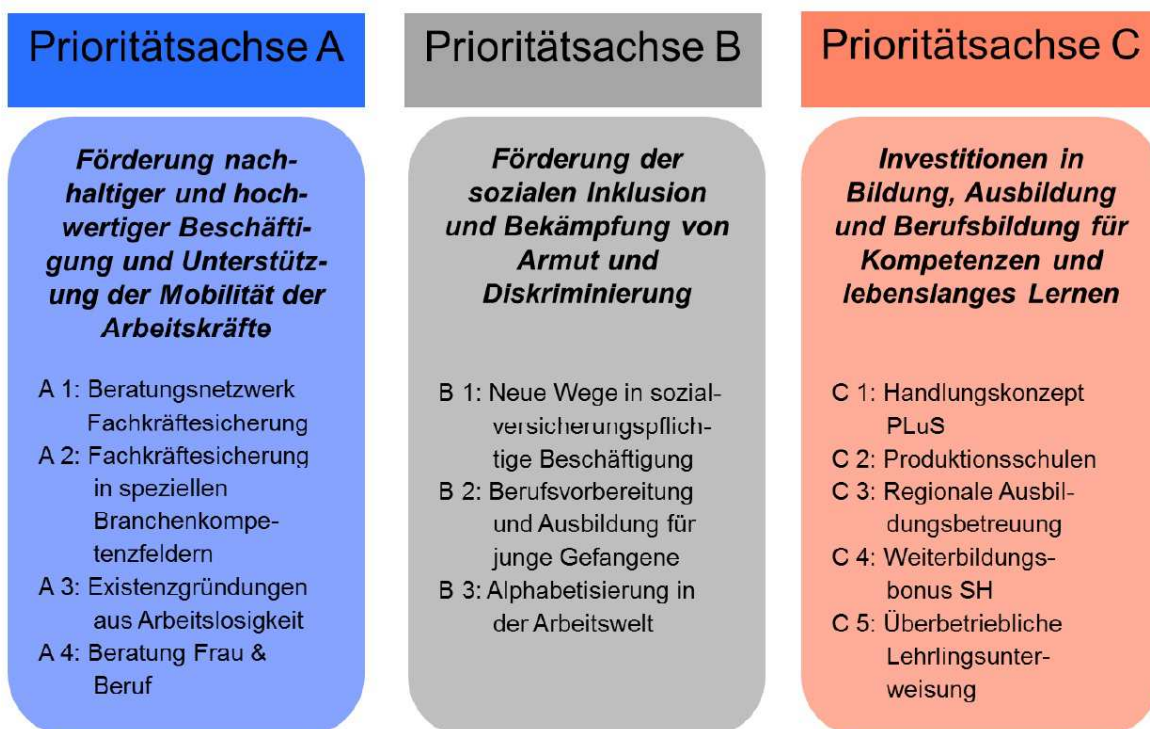 Prioritätsachse A
Förderung nach-
haltiger und hoch-
wertiger Beschäfti-
gung und Unterstütz-
ung der Mobilität der
Arbeitskräfte
A 1: Beratungsnetzwerk
Fachkräftesicherung
A 2: Fachkräftesicherung
in speziellen
Branchenkompe-
tenzfeldern
A 3: Existenzgründungen
aus Arbeitslosigkeit
A 4: Beratung Frau &
Beruf
Prioritätsachse B
Förderung der
sozialen Inklusion
und Bekämpfung von
Armut und
Diskriminierung
B 1: Neue Wege in sozial-
versicherungspflich-
tige Beschäftigung
B 2: Berufsvorbereitung
und Ausbildung für
junge Gefangene
B 3: Alphabetisierung in
der Arbeitswelt
Prioritätsachse C
Investitionen in
Bildung, Ausbildung
und Berufsbildung für
Kompetenzen und
lebenslanges Lernen
C 1: Handlungskonzept
PLuS
C 2: Produktionsschulen
C 3: Regionale Ausbil-
dungsbetreuung
C 4: Weiterbildungs-
bonus SH
C 5: Überbetriebliche
Lehrlingsunter-
weisung